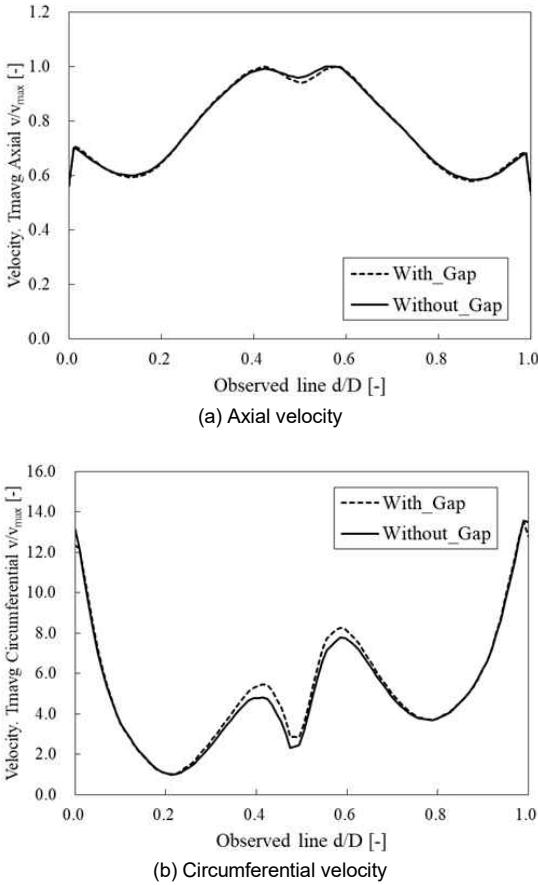 1.2
1.0
0.8
0.6
0.4
0.2
0.0
Velocity. Tmavg Axial v/vmax [-]
With_Gap
Without_Gap
0.0 0.2 0.4 0.6 0.8 1.0
Observed line d/D [-]
(a) Axial velocity
16.0
14.0
12.0
10.0
8.0
6.0
4.0
2.0
0.0
Velocity. Tmavg Circumferential v/vmax [-]
With_Gap
Without_Gap
0.0 0.2 0.4 0.6 0.8 1.0
Observed line d/D [-]
(b) Circumferential velocity